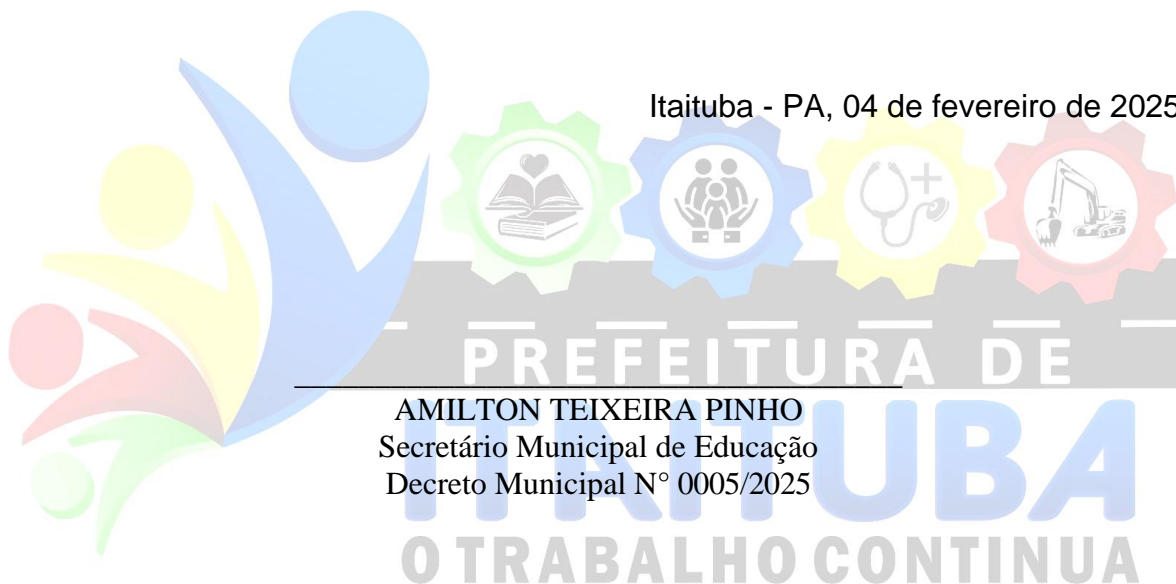 Itaituba - PA, 04 de fevereiro de 2025
PREFEITURA DE
AMILTON TEIXEIRA PINHO
Secretário Municipal de Educação
Decreto Municipal N° 0005/2025
ITAITUBA
O TRABALHO CONTINUA